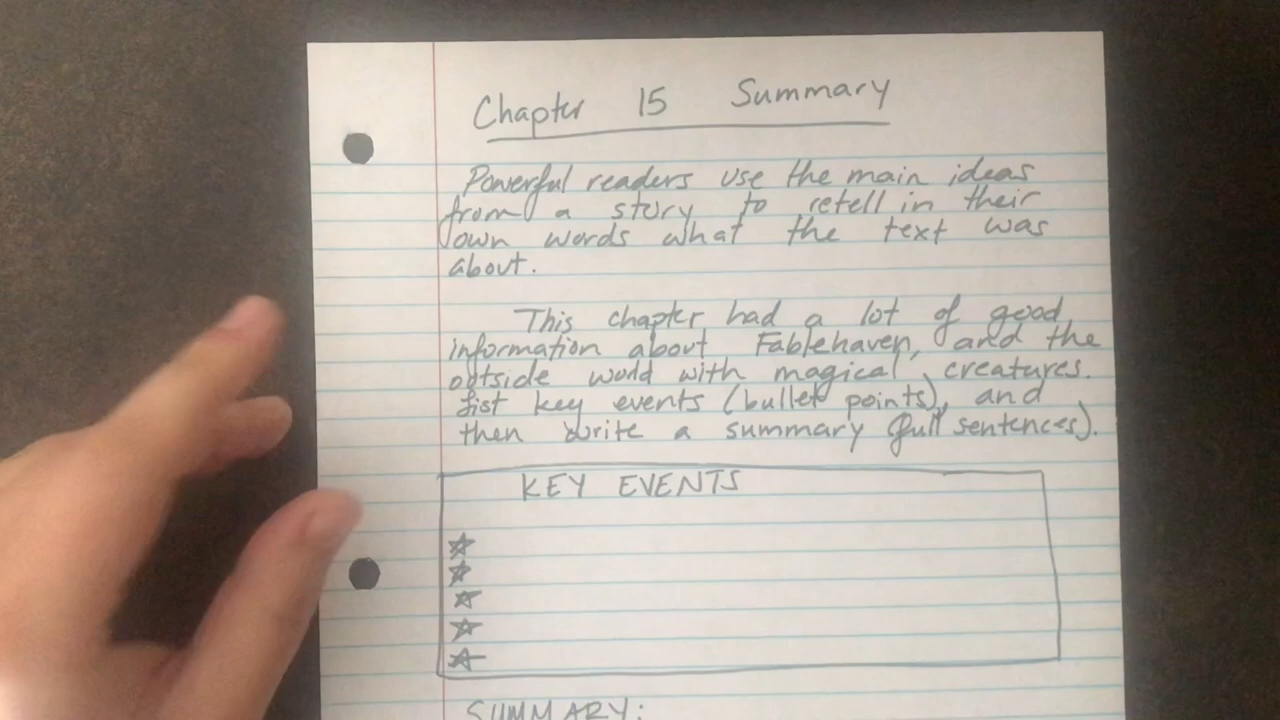 Chapter 15 Summary
Powerful readers use the main ideas
from a story to retell in their
own words what the text was
about.
This chapter had a lot of good
information about Fablehaven, and the
outside world with magical creatures.
List key events (bullet points), and
then write a summary (full sentences).
KEY EVENTS
SUMMARY: